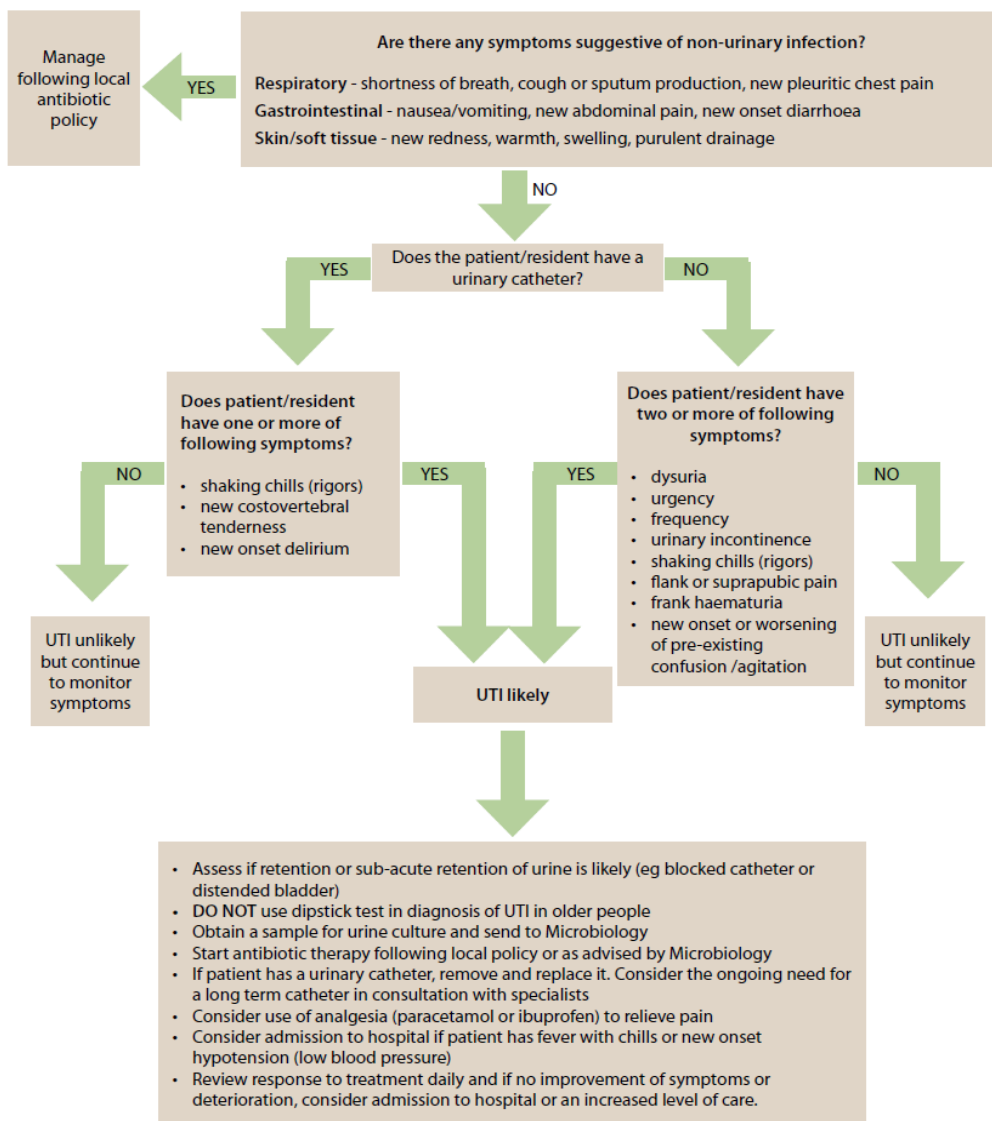 Manage
following local
antibiotic
policy
YES
Are there any symptoms suggestive of non-urinary infection?
Respiratory - shortness of breath, cough or sputum production, new pleuritic chest pain
Gastrointestinal - nausea/vomiting, new abdominal pain, new onset diarrhoea
Skin/soft tissue - new redness, warmth, swelling, purulent drainage
NO
Does the patient/resident have a
urinary catheter?
YES
NO
Does patient/resident
have one or more of
following symptoms?
• shaking chills (rigors)
• new costovertebral
tenderness
• new onset delirium
NO
YES
Does patient/resident have
two or more of following
symptoms?
• dysuria
• urgency
• frequency
• urinary incontinence
• shaking chills (rigors)
• flank or suprapubic pain
• frank haematuria
• new onset or worsening
of pre-existing
confusion /agitation
YES
NO
UTI unlikely
but continue
to monitor
symptoms
UTI likely
UTI unlikely
but continue
to monitor
symptoms
• Assess if retention or sub-acute retention of urine is likely (eg blocked catheter or
distended bladder)
• DO NOT use dipstick test in diagnosis of UTI in older people
• Obtain a sample for urine culture and send to Microbiology
• Start antibiotic therapy following local policy or as advised by Microbiology
• If patient has a urinary catheter, remove and replace it. Consider the ongoing need for
a long term catheter in consultation with specialists
• Consider use of analgesia (paracetamol or ibuprofen) to relieve pain
• Consider admission to hospital if patient has fever with chills or new onset
hypotension (low blood pressure)
• Review response to treatment daily and if no improvement of symptoms or
deterioration, consider admission to hospital or an increased level of care.